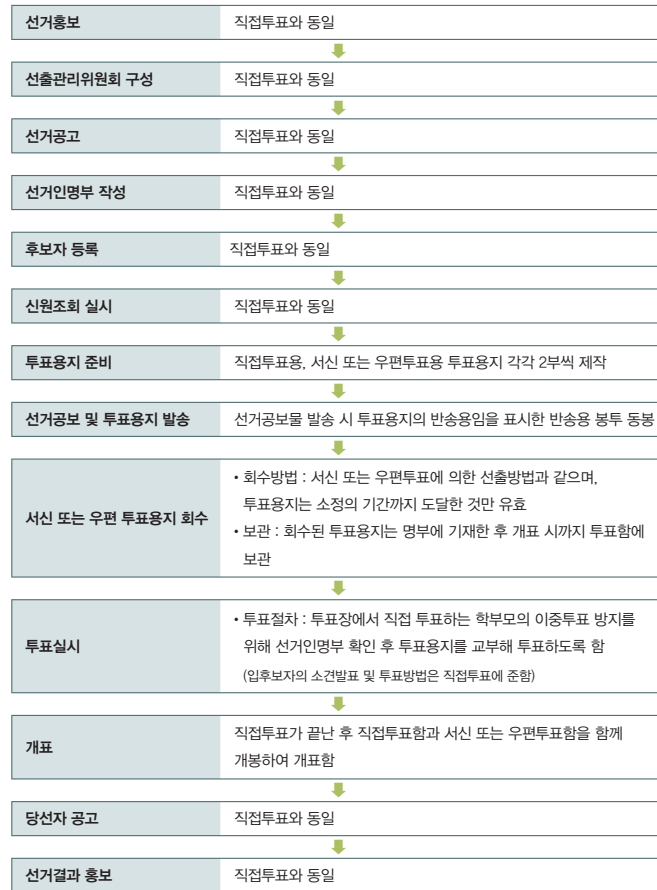 선거홍보
직접투표와 동일
선출관리위원회 구성
직접투표와 동일
선거공고
직접투표와 동일
선거인명부 작성
직접투표와 동일
후보자 등록
직접투표와 동일
신원조회 실시
직접투표와 동일
투표용지 준비
직접투표용, 서신 또는 우편투표용 투표용지 각각 2부씩 제작
선거공보 및 투표용지 발송
선거공보물 발송 시 투표용지의 반송용임을 표시한 반송용 봉투 동봉
서신 또는 우편 투표용지 회수
• 회수방법 : 서신 또는 우편투표에 의한 선출방법과 같으며,
투표용지는 소정의 기간까지 도달한 것만 유효
• 보관 : 회수된 투표용지는 명부에 기재한 후 개표 시까지 투표함에
보관
투표실시
• 투표절차 : 투표장에서 직접 투표하는 학부모의 이중투표 방지를
위해 선거인명부 확인 후 투표용지를 교부해 투표하도록 함
(입후보자의 소견발표 및 투표방법은 직접투표에 준함)
개표
직접투표가 끝난 후 직접투표함과 서신 또는 우편투표함을 함께
개봉하여 개표함
당선자 공고
직접투표와 동일
선거결과 홍보
직접투표와 동일